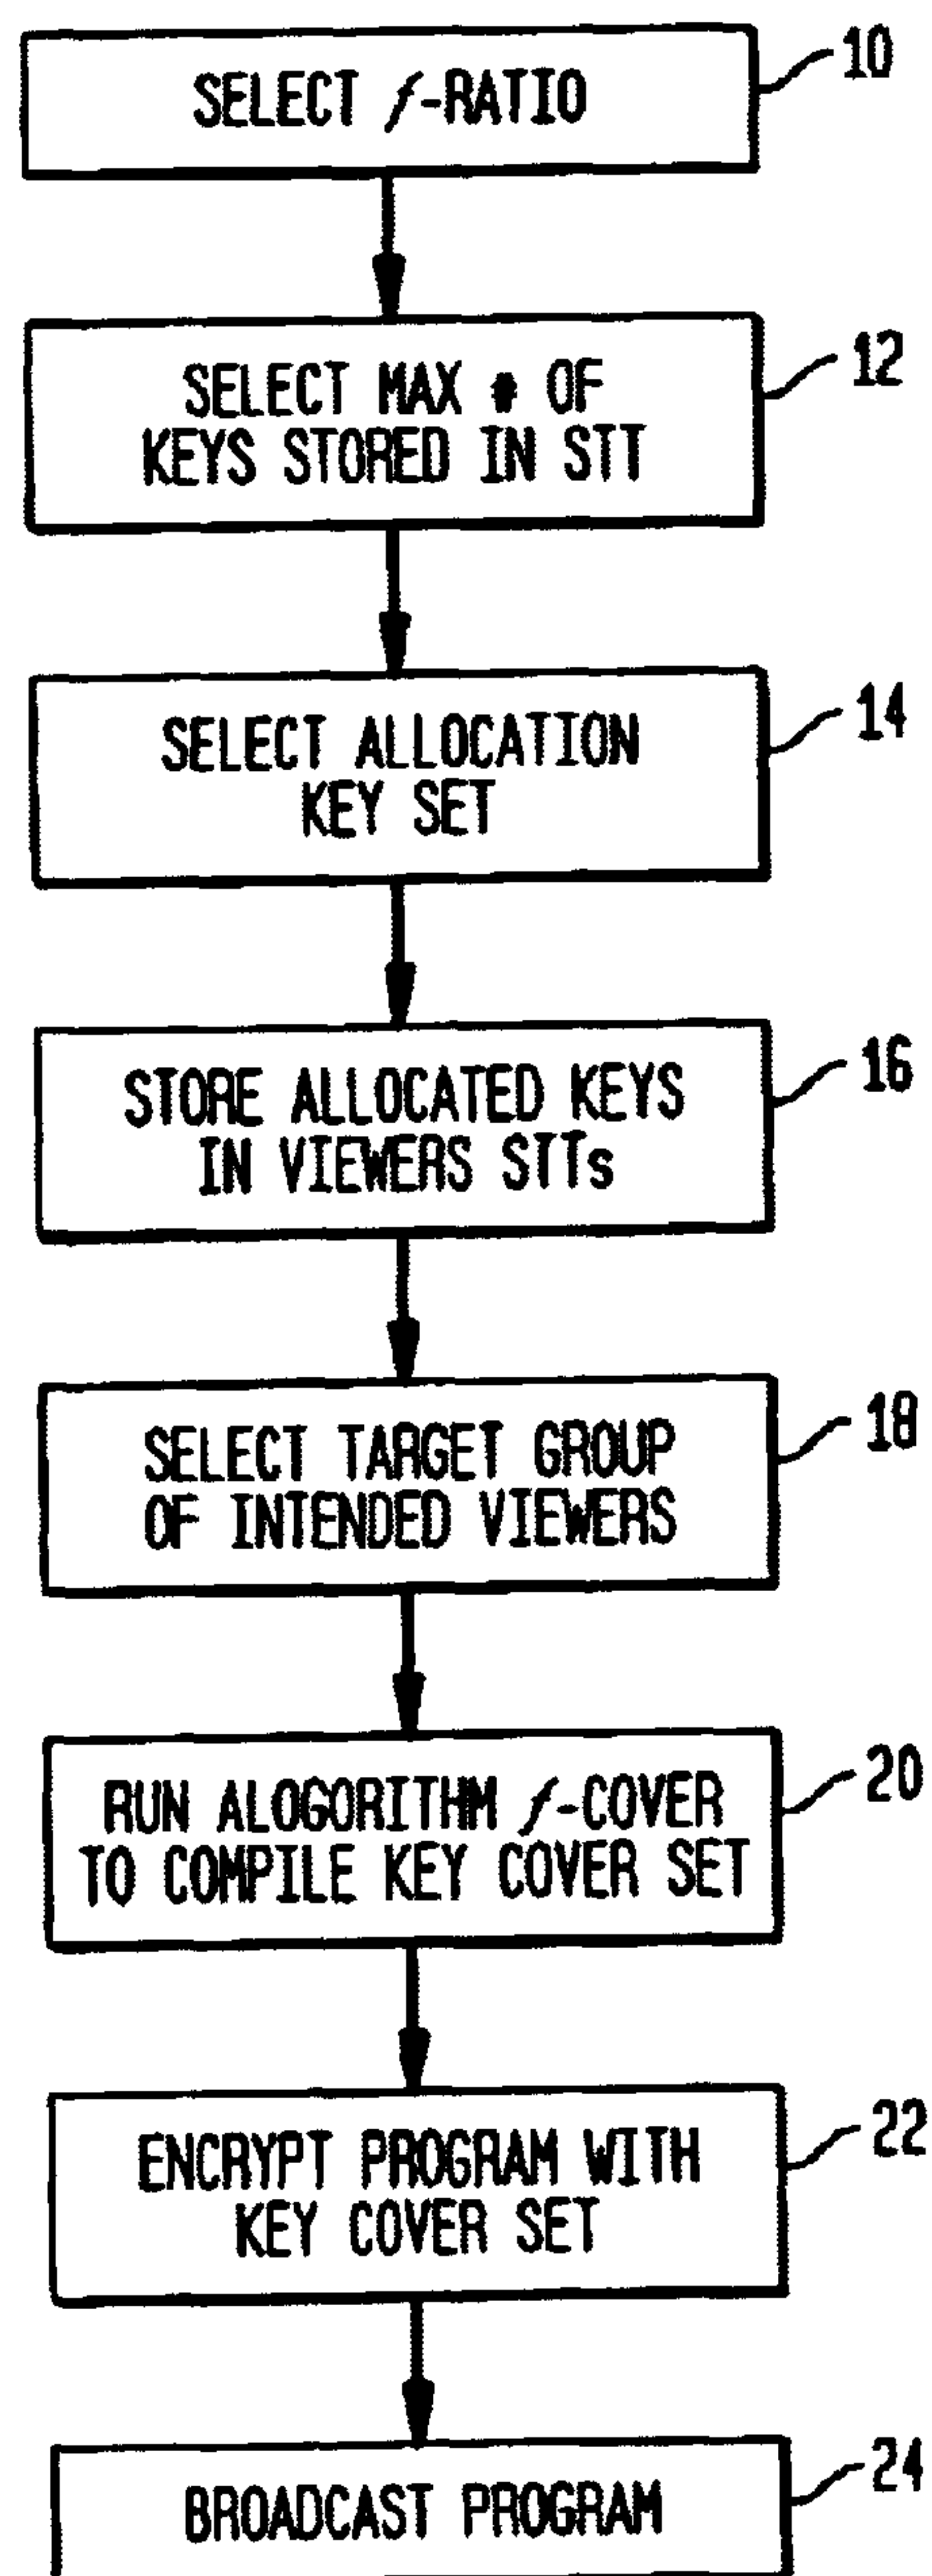 SELECT f-RATIO
10
SELECT MAX # OF
KEYS STORED IN STT
12
SELECT ALLOCATION
KEY SET
14
STORE ALLOCATED KEYS
IN VIEWERS STTs
16
SELECT TARGET GROUP
OF INTENDED VIEWERS
18
RUN ALOGORITHM f-COVER
TO COMPILE KEY COVER SET
20
ENCRYPT PROGRAM WITH
KEY COVER SET
22
BROADCAST PROGRAM
24